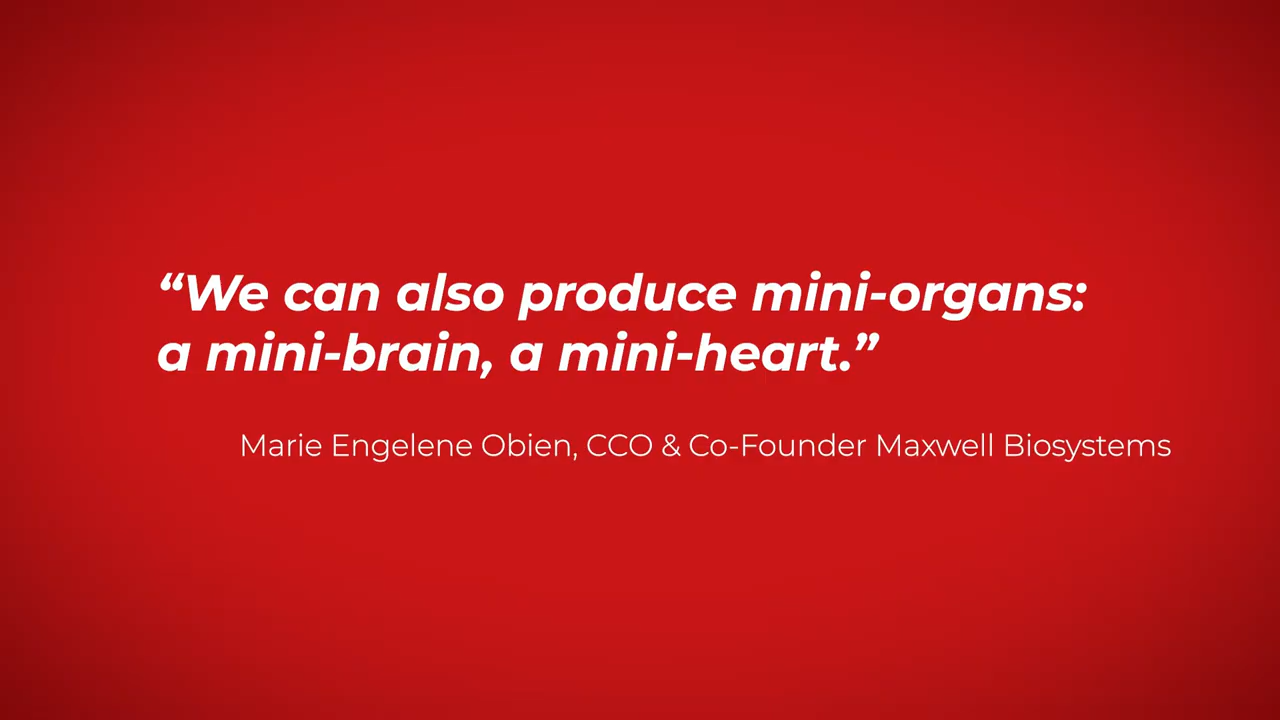 “We can also produce mini-organs:
a mini-brain, a mini-heart.”
Marie Engelene Obien, CCO & Co-Founder Maxwell Biosystems